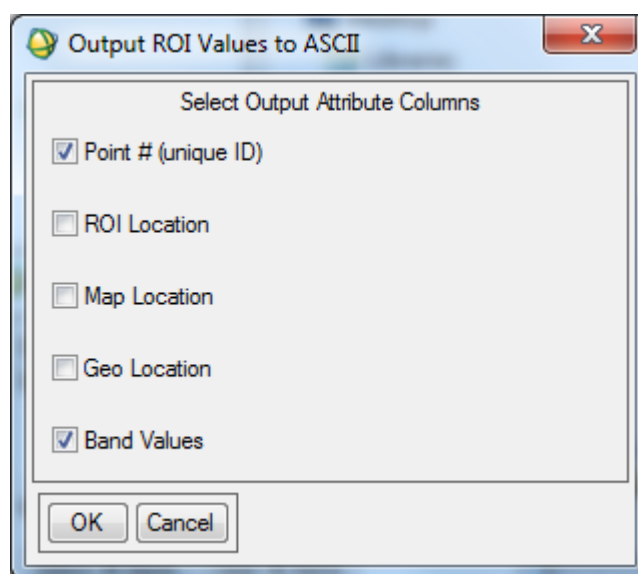 Output ROI Values to ASCII
Select Output Attribute Columns
Point # (unique ID)
ROI Location
Map Location
Geo Location
Band Values
OK Cancel